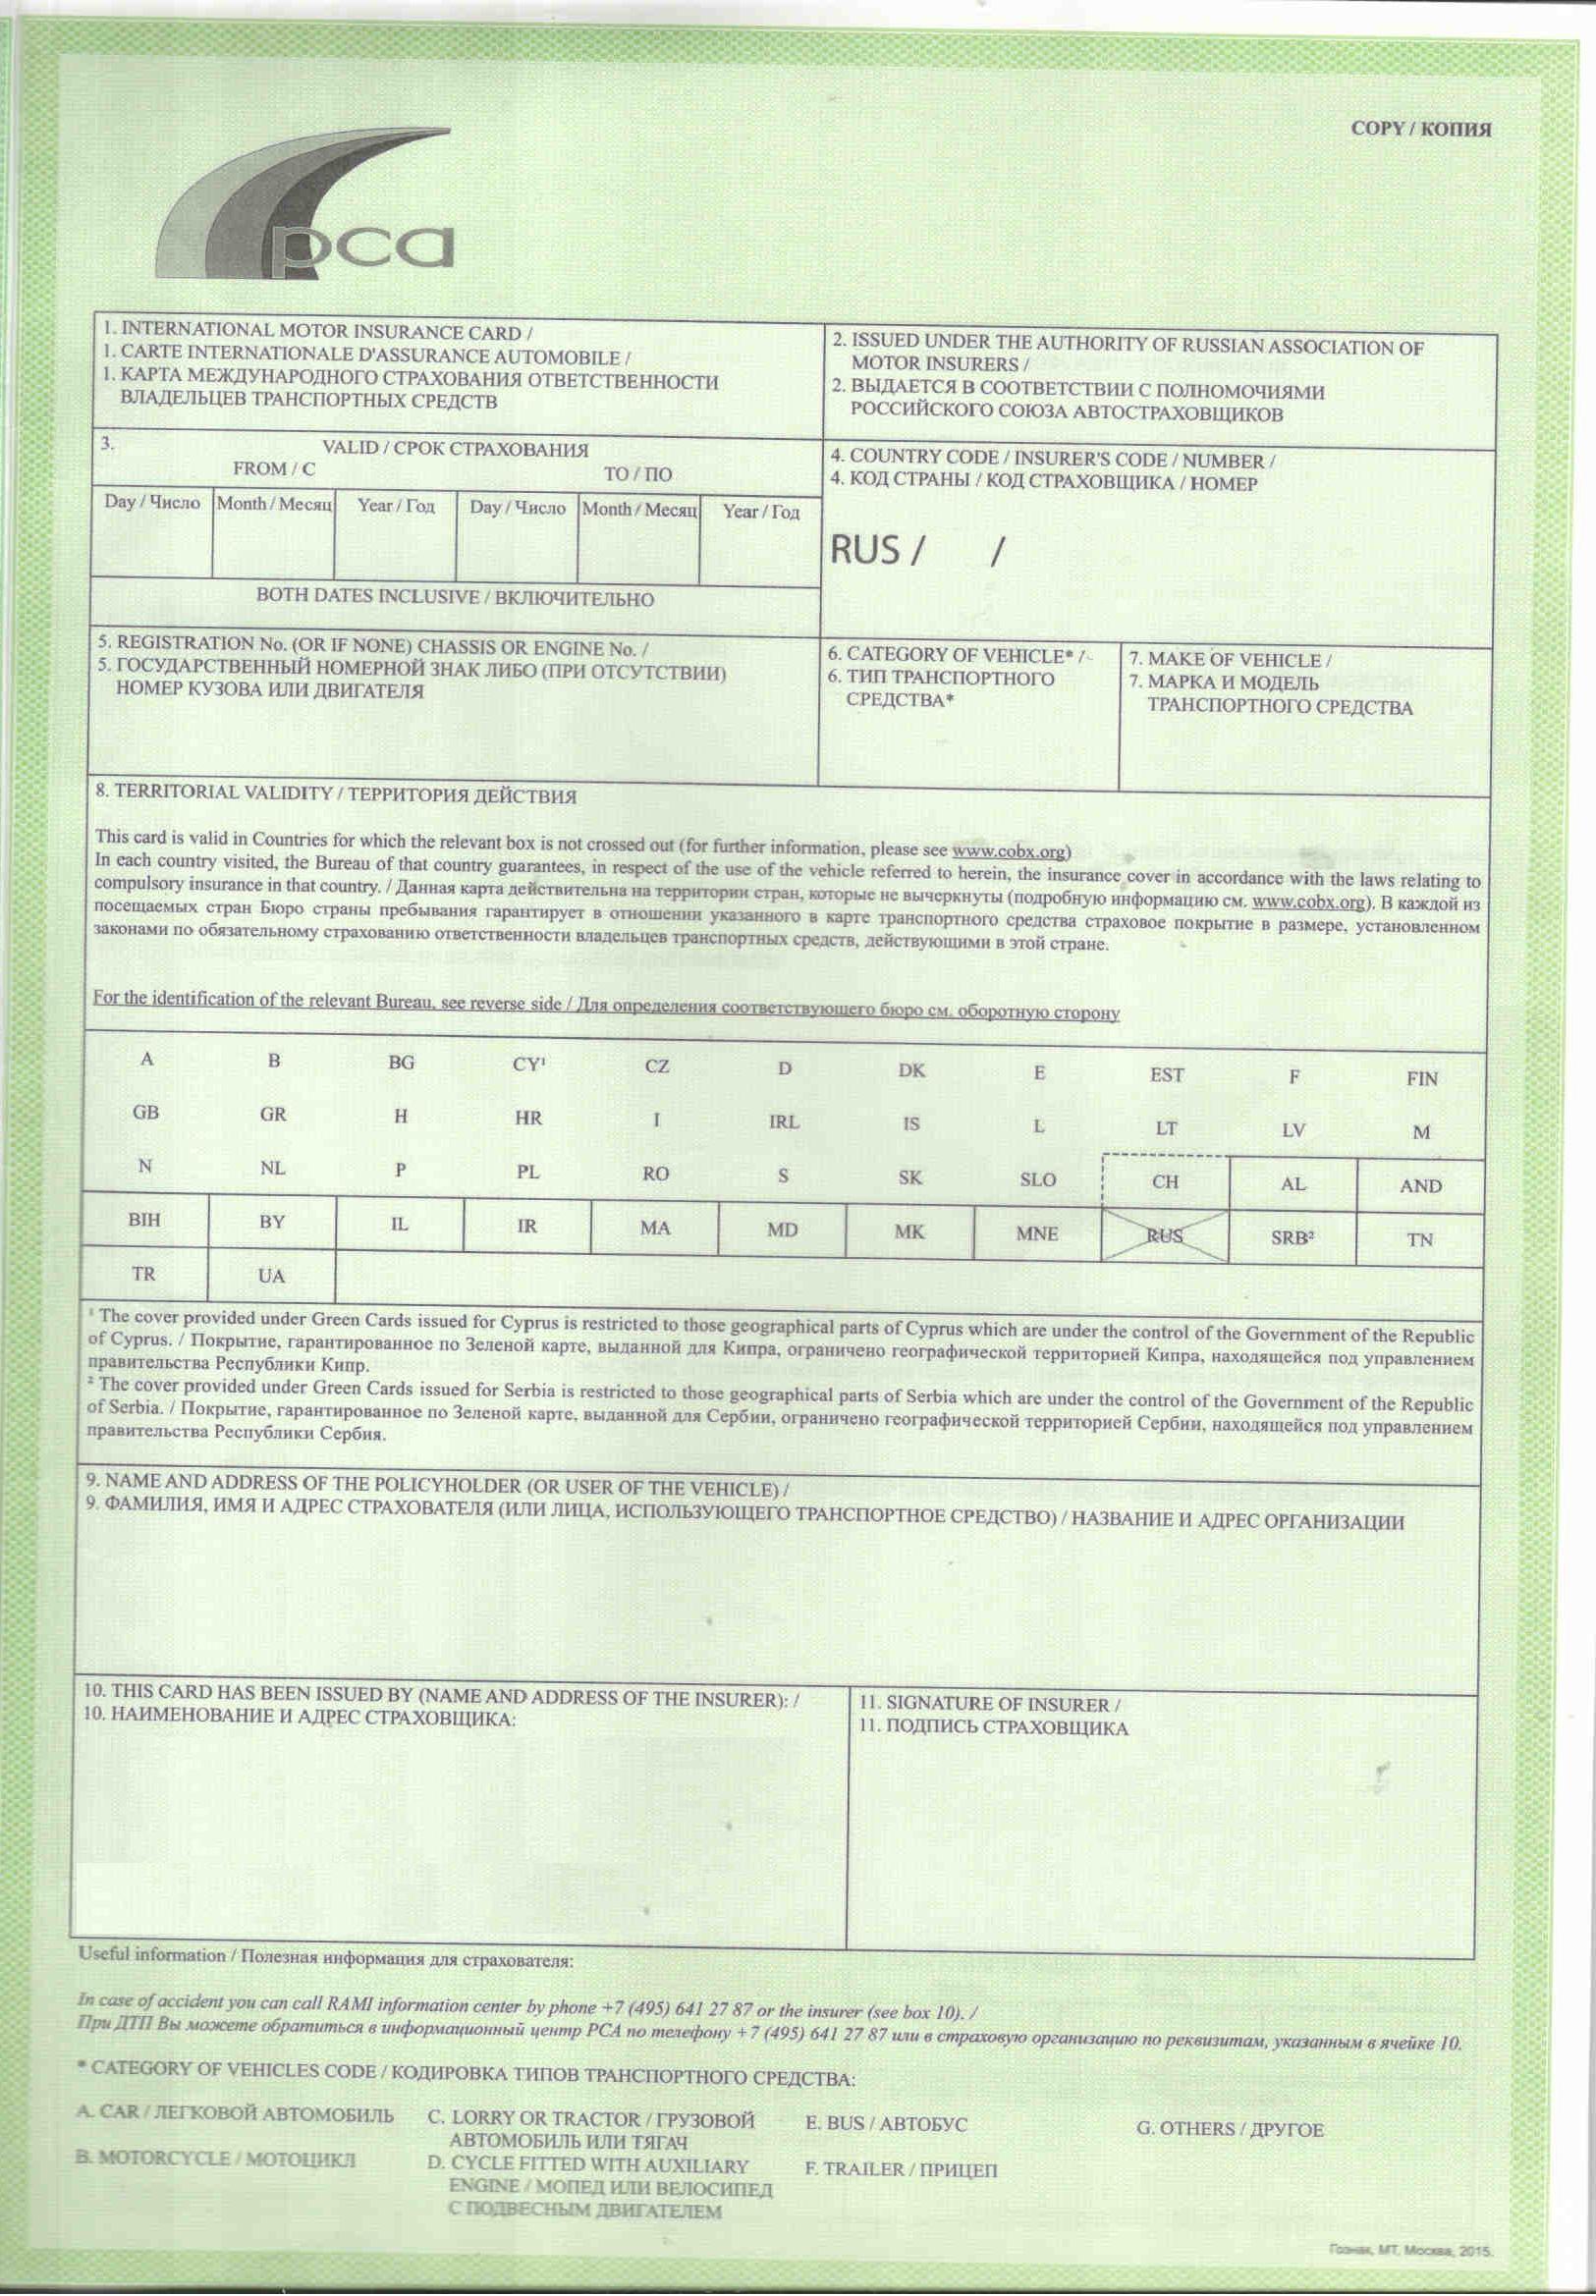 COPY / КОПИЯ
рса
1. INTERNATIONAL MOTOR INSURANCE CARD /
1. CARTE INTERNATIONALE D'ASSURANCE AUTOMOBILE /
1. КАРТА МЕЖДУНАРОДНОГО СТРАХОВАНИЯ ОТВЕТСТВЕННОСТИ
ВЛАДЕЛЬЦЕВ ТРАНСПОРТНЫХ СРЕДСТВ
2. ISSUED UNDER THE AUTHORITY OF RUSSIAN ASSOCIATION OF
MOTOR INSURERS /
2. ВЫДАЕТСЯ В СООТВЕТСТВИИ С ПОЛНОМОЧИЯМИ
РОССИЙСКОГО СОЮЗА АВТОСТРАХОВЩИКОВ
3. VALID / СРОК СТРАХОВАНИЯ
FROM / С TO / ПО
Day / Число Month / Месяц Year / Год Day / Число Month / Месяц Year / Год
BOTH DATES INCLUSIVE / ВКЛЮЧИТЕЛЬНО
4. COUNTRY CODE / INSURER'S CODE / NUMBER /
4. КОД СТРАНЫ / КОД СТРАХОВЩИКА / НОМЕР
RUS / /
5. REGISTRATION No. (OR IF NONE) CHASSIS OR ENGINE No. /
5. ГОСУДАРСТВЕННЫЙ НОМЕРНОЙ ЗНАК ЛИБО (ПРИ ОТСУТСТВИИ)
НОМЕР КУЗОВА ИЛИ ДВИГАТЕЛЯ
6. CATEGORY OF VEHICLE* /
6. ТИП ТРАНСПОРТНОГО
СРЕДСТВА*
7. MAKE OF VEHICLE /
7. МАРКА И МОДЕЛЬ
ТРАНСПОРТНОГО СРЕДСТВА
8. TERRITORIAL VALIDITY / ТЕРРИТОРИЯ ДЕЙСТВИЯ
This card is valid in Countries for which the relevant box is not crossed out (for further information, please see www.cobx.org)
In each country visited, the Bureau of that country guarantees, in respect of the use of the vehicle referred to herein, the insurance cover in accordance with the laws relating to
compulsory insurance in that country. / Данная карта действительна на территории стран, которые не вычеркнуты (подробную информацию см. www.cobx.org). В каждой из
посещаемых стран Бюро страны пребывания гарантирует в отношении указанного в карте транспортного средства страховое покрытие в размере, установленном
законами по обязательному страхованию ответственности владельцев транспортных средств, действующими в этой стране.
For the identification of the relevant Bureau, see reverse side / Для определения соответствующего бюро см. оборотную сторону
A B BG CY¹ CZ D DK E EST F FIN
GB GR H HR I IRL IS L LT LV M
N NL P PL RO S SK SLO CH AL AND
BIH BY IL IR MA MD MK MNE RUS SRB² TN
TR UA
¹ The cover provided under Green Cards issued for Cyprus is restricted to those geographical parts of Cyprus which are under the control of the Government of the Republic
of Cyprus. / Покрытие, гарантированное по Зеленой карте, выданной для Кипра, ограничено географической территорией Кипра, находящейся под управлением
правительства Республики Кипр.
² The cover provided under Green Cards issued for Serbia is restricted to those geographical parts of Serbia which are under the control of the Government of the Republic
of Serbia. / Покрытие, гарантированное по Зеленой карте, выданной для Сербии, ограничено географической территорией Сербии, находящейся под управлением
правительства Республики Сербия.
9. NAME AND ADDRESS OF THE POLICYHOLDER (OR USER OF THE VEHICLE) /
9. ФАМИЛИЯ, ИМЯ И АДРЕС СТРАХОВАТЕЛЯ (ИЛИ ЛИЦА, ИСПОЛЬЗУЮЩЕГО ТРАНСПОРТНОЕ СРЕДСТВО) / НАЗВАНИЕ И АДРЕС ОРГАНИЗАЦИИ
10. THIS CARD HAS BEEN ISSUED BY (NAME AND ADDRESS OF THE INSURER): /
10. НАИМЕНОВАНИЕ И АДРЕС СТРАХОВЩИКА:
11. SIGNATURE OF INSURER /
11. ПОДПИСЬ СТРАХОВЩИКА
Useful information / Полезная информация для страхователя:
In case of accident you can call RAMI information center by phone +7 (495) 641 27 87 or the insurer (see box 10). /
При ДТП Вы можете обратиться в информационный центр РСА по телефону +7 (495) 641 27 87 или в страховую организацию по реквизитам, указанным в ячейке 10.
* CATEGORY OF VEHICLES CODE / КОДИРОВКА ТИПОВ ТРАНСПОРТНОГО СРЕДСТВА:
A. CAR / ЛЕГКОВОЙ АВТОМОБИЛЬ
B. MOTORCYCLE / МОТОЦИКЛ
C. LORRY OR TRACTOR / ГРУЗОВОЙ
АВТОМОБИЛЬ ИЛИ ТЯГАЧ
D. CYCLE FITTED WITH AUXILIARY
ENGINE / МОПЕД ИЛИ ВЕЛОСИПЕД
С ПОДВЕСНЫМ ДВИГАТЕЛЕМ
E. BUS / АВТОБУС
F. TRAILER / ПРИЦЕП
G. OTHERS / ДРУГОЕ
Гознак, МТ, Москва, 2015.